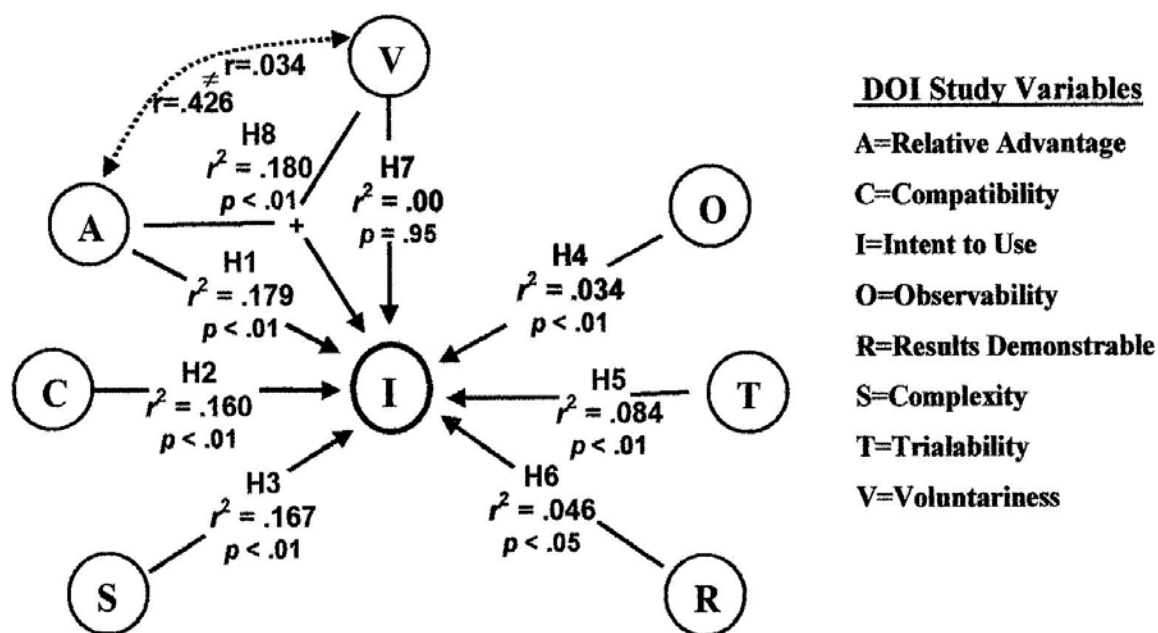 V
r=.034
≠
r=.426
H8
r² = .180
p < .01
+
H7
r² = .00
p = .95
A
O
H1
r² = .179
p < .01
H4
r² = .034
p < .01
C
H2
r² = .160
p < .01
I
H5
r² = .084
p < .01
T
H3
r² = .167
p < .01
H6
r² = .046
p < .05
S
R
DOI Study Variables
A=Relative Advantage
C=Compatibility
I=Intent to Use
O=Observability
R=Results Demonstrable
S=Complexity
T=Trialability
V=Voluntariness